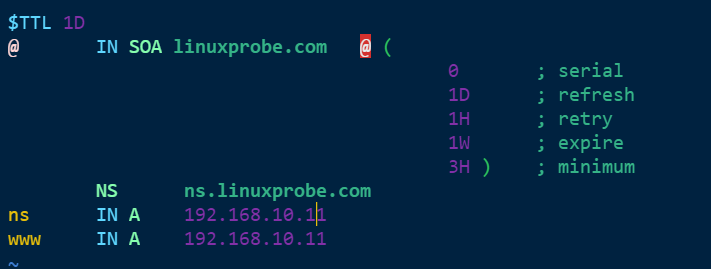 $TTL 1D
@ IN SOA linuxprobe.com @ (
0 ; serial
1D ; refresh
1H ; retry
1W ; expire
3H ) ; minimum
NS ns.linuxprobe.com
ns IN A 192.168.10.11
www IN A 192.168.10.11
~